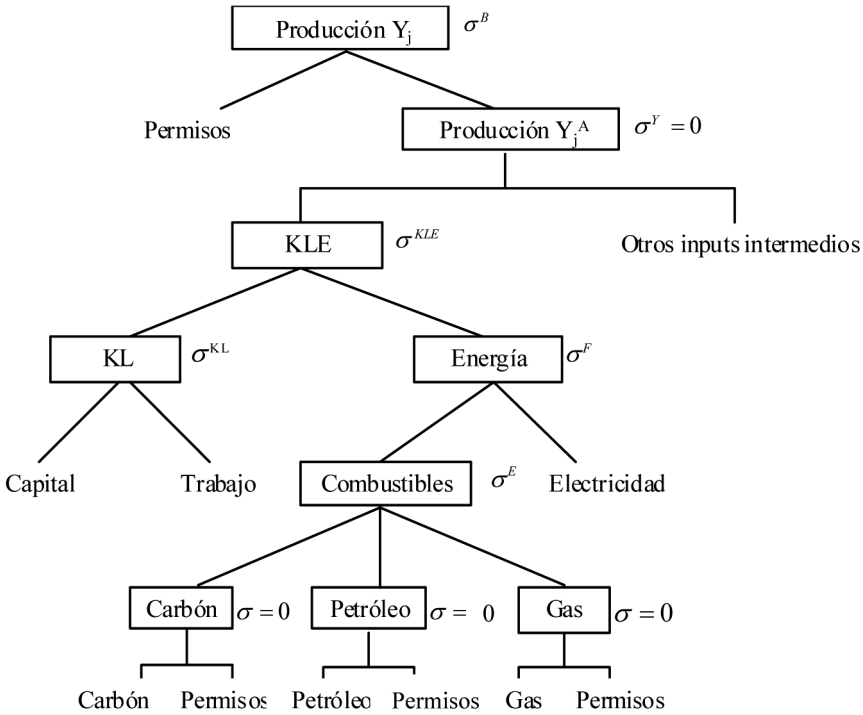 Producción Yj σB
Permisos Producción YjA σY = 0
KLE σKLE Otros inputs intermedios
KL σKL Energía σF
Capital Trabajo Combustibles σE Electricidad
Carbón σ = 0 Petróleo σ = 0 Gas σ = 0
Carbón Permisos Petróleo Permisos Gas Permisos